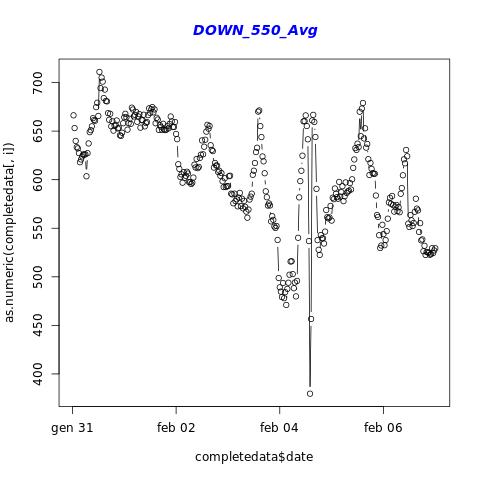 DOWN_550_Avg
as.numeric(completedata[, i])
700
650
600
550
500
450
400
gen 31
feb 02
feb 04
feb 06
completedata$date